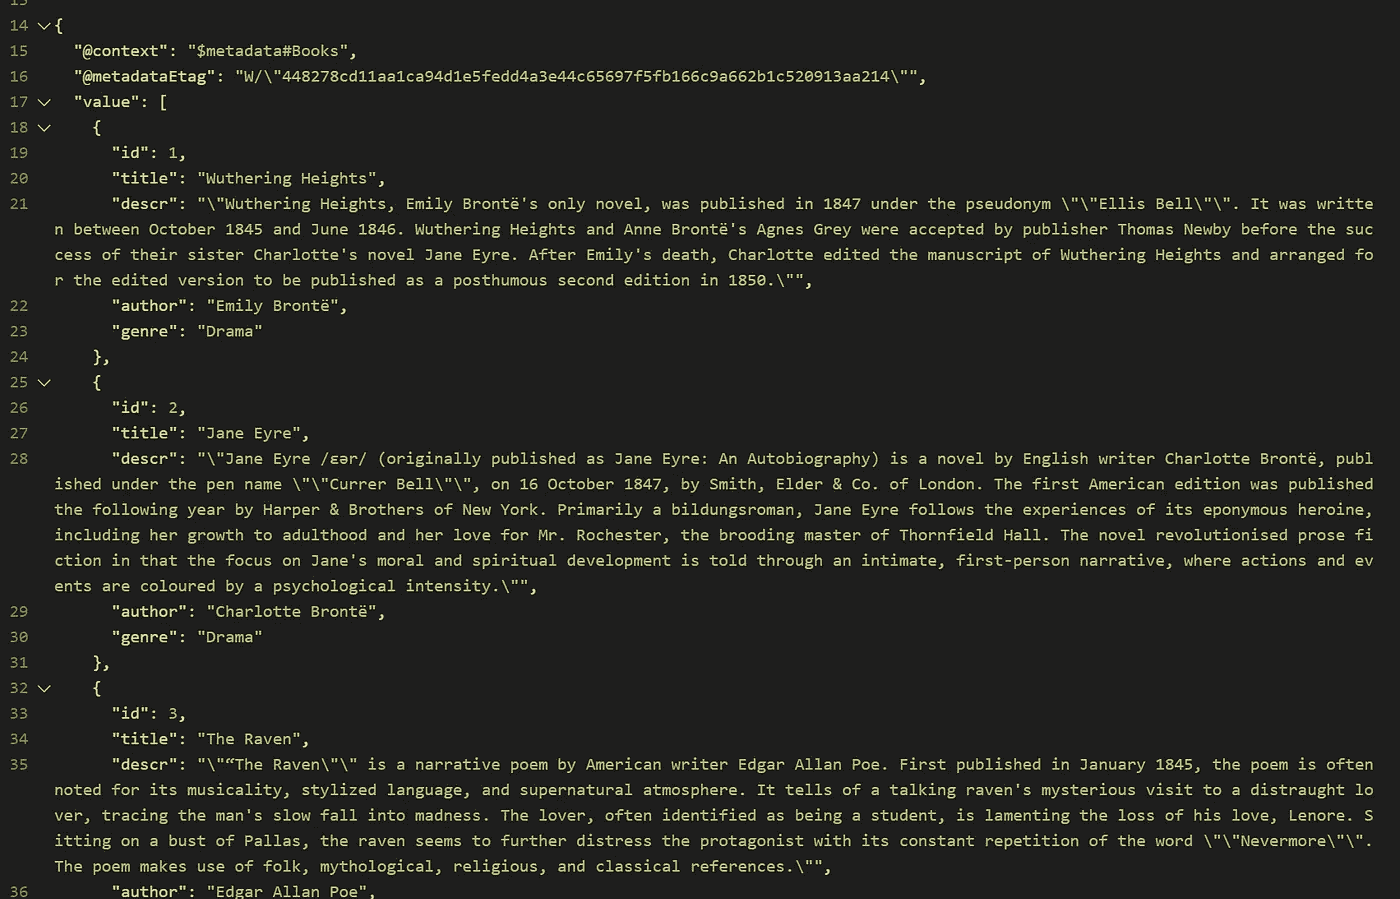 14 {
15 "@context": "$metadata#Books",
16 "@metadataEtag": "W/\"448278cd11aa1ca94d1e5fedd4a3e44c65697f5fb166c9a662b1c520913aa214\"",
17 "value": [
18 {
19 "id": 1,
20 "title": "Wuthering Heights",
21 "descr": "\"Wuthering Heights, Emily Brontë's only novel, was published in 1847 under the pseudonym \"\"Ellis Bell\"\". It was writte
n between October 1845 and June 1846. Wuthering Heights and Anne Brontë's Agnes Grey were accepted by publisher Thomas Newby before the suc
cess of their sister Charlotte's novel Jane Eyre. After Emily's death, Charlotte edited the manuscript of Wuthering Heights and arranged fo
r the edited version to be published as a posthumous second edition in 1850.\"",
22 "author": "Emily Brontë",
23 "genre": "Drama"
24 },
25 {
26 "id": 2,
27 "title": "Jane Eyre",
28 "descr": "\"Jane Eyre /ɛər/ (originally published as Jane Eyre: An Autobiography) is a novel by English writer Charlotte Brontë, publ
ished under the pen name \"\"Currer Bell\"\", on 16 October 1847, by Smith, Elder & Co. of London. The first American edition was published
the following year by Harper & Brothers of New York. Primarily a bildungsroman, Jane Eyre follows the experiences of its eponymous heroine,
including her growth to adulthood and her love for Mr. Rochester, the brooding master of Thornfield Hall. The novel revolutionised prose fi
ction in that the focus on Jane's moral and spiritual development is told through an intimate, first-person narrative, where actions and ev
ents are coloured by a psychological intensity.\"",
29 "author": "Charlotte Brontë",
30 "genre": "Drama"
31 },
32 {
33 "id": 3,
34 "title": "The Raven",
35 "descr": "\"“The Raven\"\" is a narrative poem by American writer Edgar Allan Poe. First published in January 1845, the poem is often
noted for its musicality, stylized language, and supernatural atmosphere. It tells of a talking raven's mysterious visit to a distraught lo
ver, tracing the man's slow fall into madness. The lover, often identified as being a student, is lamenting the loss of his love, Lenore. S
itting on a bust of Pallas, the raven seems to further distress the protagonist with its constant repetition of the word \"\"Nevermore\"\".
The poem makes use of folk, mythological, religious, and classical references.\"",
36 "author": "Edgar Allan Poe",